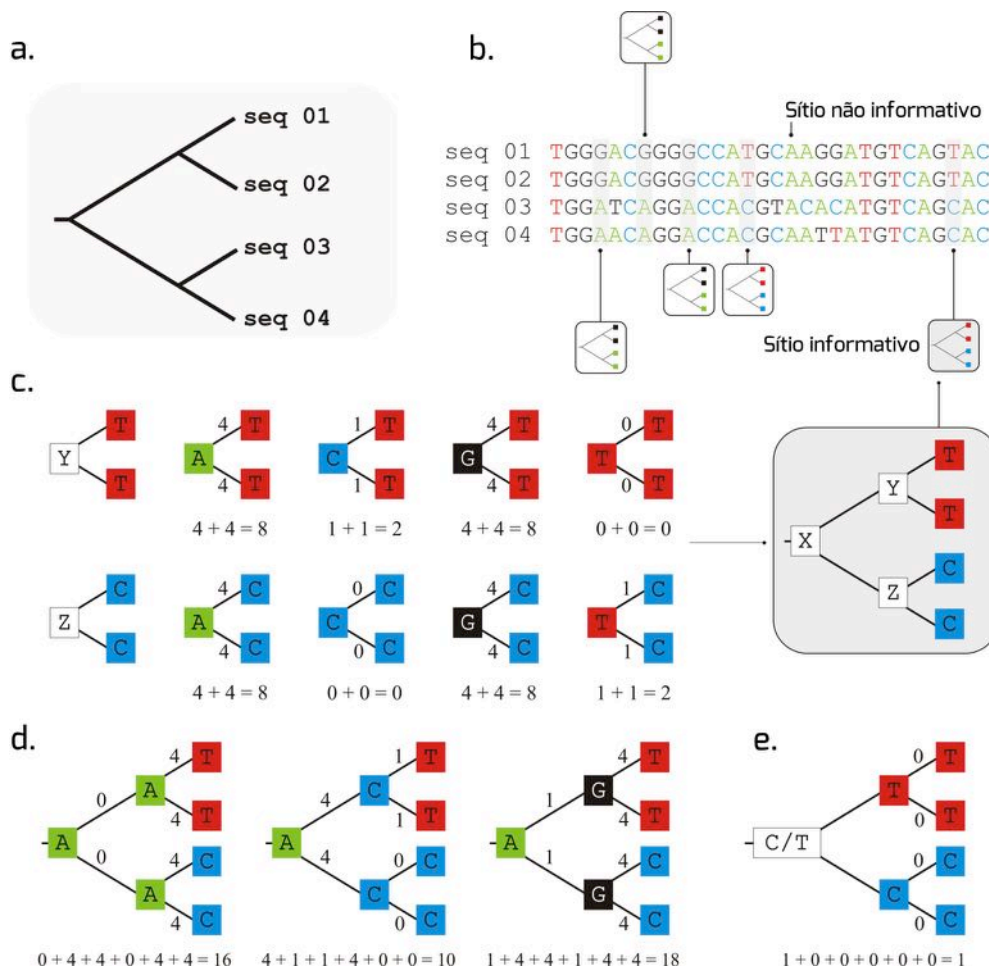 a.
seq 01
seq 02
seq 03
seq 04
b.
Sítio não informativo
seq 01 TGGGACGGGGCCATGCAAGGATGTCAGTAC
seq 02 TGGGACGGGGCCATGCAAGGATGTCAGTAC
seq 03 TGGATCAGGACCACGTACACATGTCAGCAC
seq 04 TGGAACAGGACCACGCAATTATGTCAGCAC
Sítio informativo
c.
T 4 T 1 T 4 T 0 T
Y A C G T
T 4 T 1 T 4 T 0 T
4 + 4 = 8 1 + 1 = 2 4 + 4 = 8 0 + 0 = 0
C 4 C 0 C 4 C 1 C
Z A C G T
C 4 C 0 C 4 C 1 C
4 + 4 = 8 0 + 0 = 0 4 + 4 = 8 1 + 1 = 2
T
Y
T
X
C
Z
C
d.
4 T 1 T 4 T
0 A 4 C 1 G
4 T 1 T 4 T
A A A
0 4 C 4 0 C 1 4 C
A C G
4 C 0 C 4 C
0 + 4 + 4 + 0 + 4 + 4 = 16 4 + 1 + 1 + 4 + 0 + 0 = 10 1 + 4 + 4 + 1 + 4 + 4 = 18
e.
0 T
T
0 T
C/T
0 C
C
0 C
1 + 0 + 0 + 0 + 0 + 0 = 1